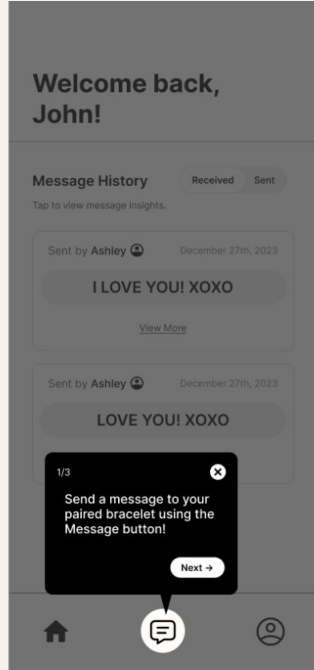 Welcome back,
John!
Message History
Received
Sent
Tap to view message insights.
Sent by Ashley
December 27th, 2023
I LOVE YOU! XOXO
View More
Sent by Ashley
December 27th, 2023
LOVE YOU! XOXO
1/3
Send a message to your
paired bracelet using the
Message button!
Next →